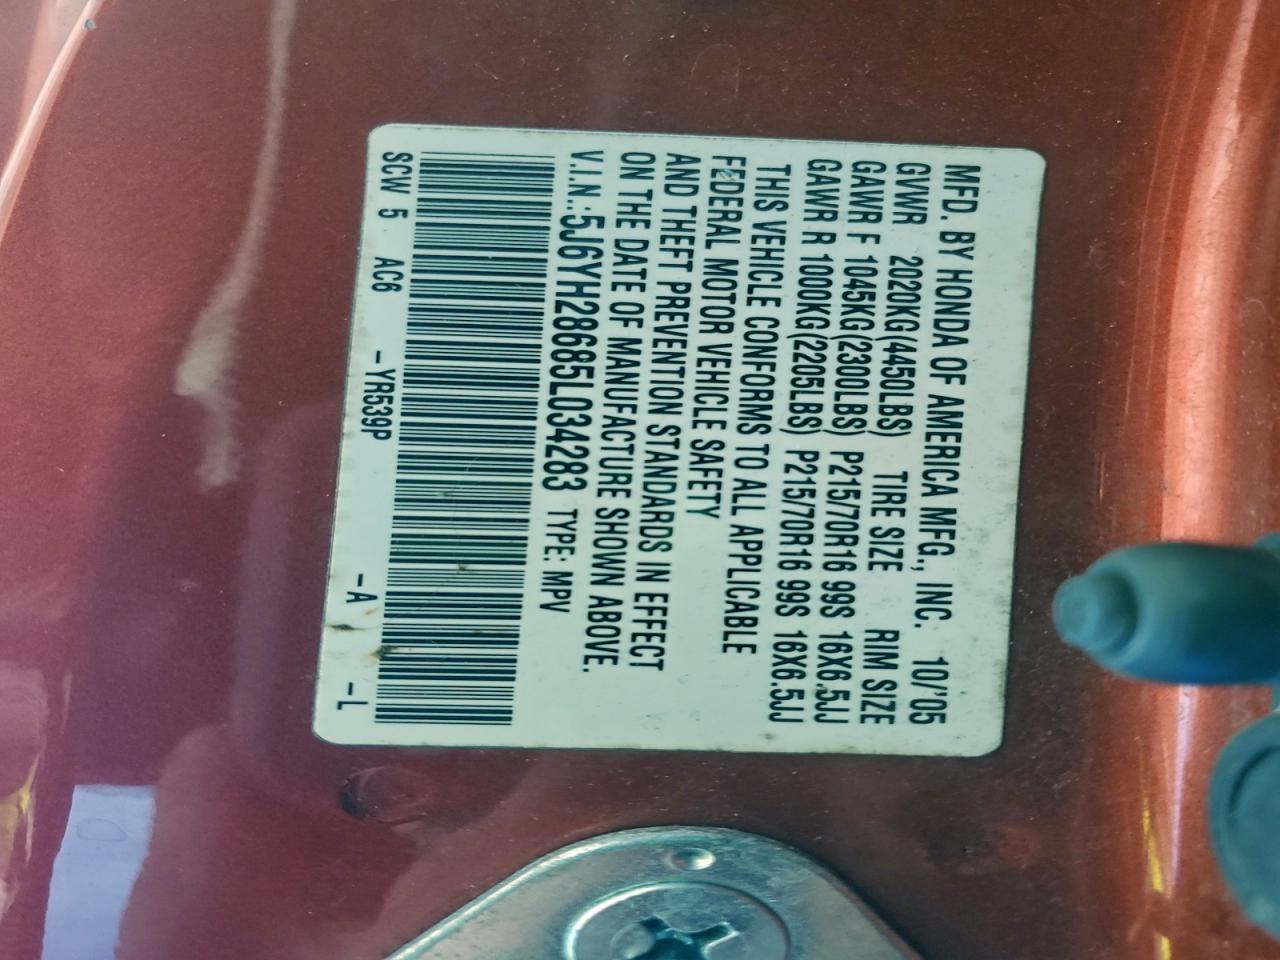 MFD. BY HONDA OF AMERICA MFG., INC. 10/'05
GVWR 2020KG(4450LBS) TIRE SIZE RIM SIZE
GAWR F 1045KG(2300LBS) P215/70R16 99S 16X6.5JJ
GAWR R 1000KG(2205LBS) P215/70R16 99S 16X6.5JJ
THIS VEHICLE CONFORMS TO ALL APPLICABLE
FEDERAL MOTOR VEHICLE SAFETY
AND THEFT PREVENTION STANDARDS IN EFFECT
ON THE DATE OF MANUFACTURE SHOWN ABOVE.
V.I.N.:5J6YH28685L034283 TYPE: MPV
SCW 5 AC6 -YR539P -A -L